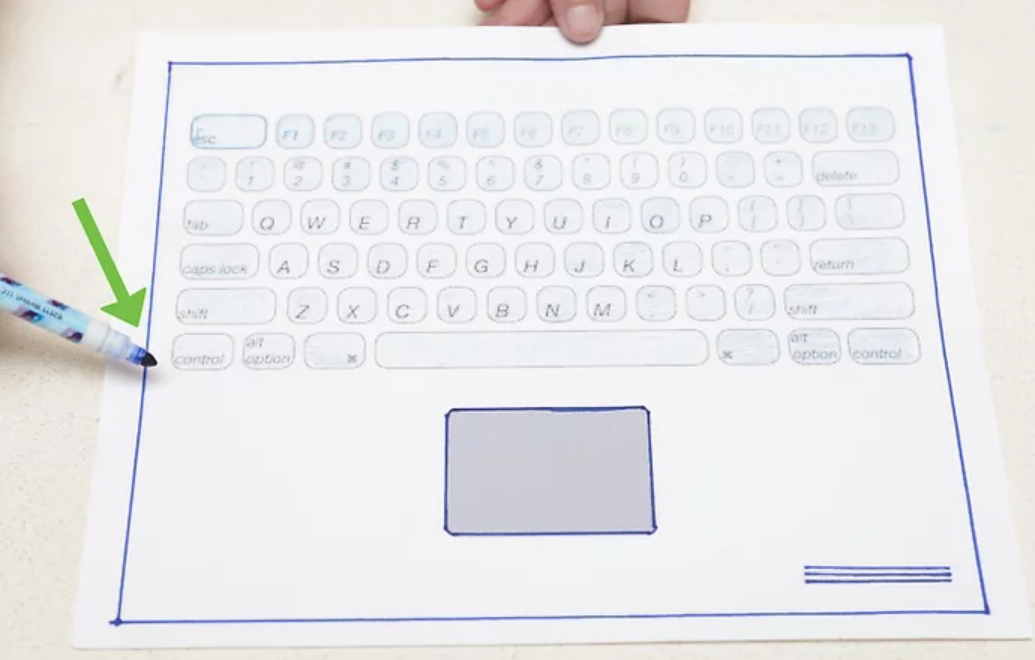 esc F1 F2 F3 F4 F5 F6 F7 F8 F9 F10 F11 F12 F13
! @ # $ % ^ & * ( ) - +
1 2 3 4 5 6 7 8 9 0 = delete
tab Q W E R T Y U I O P { } \
[ ]
caps lock A S D F G H J K L ; return
shift Z X C V B N M < > ? shift
/
alt alt
control option ⌘ ⌘ option control